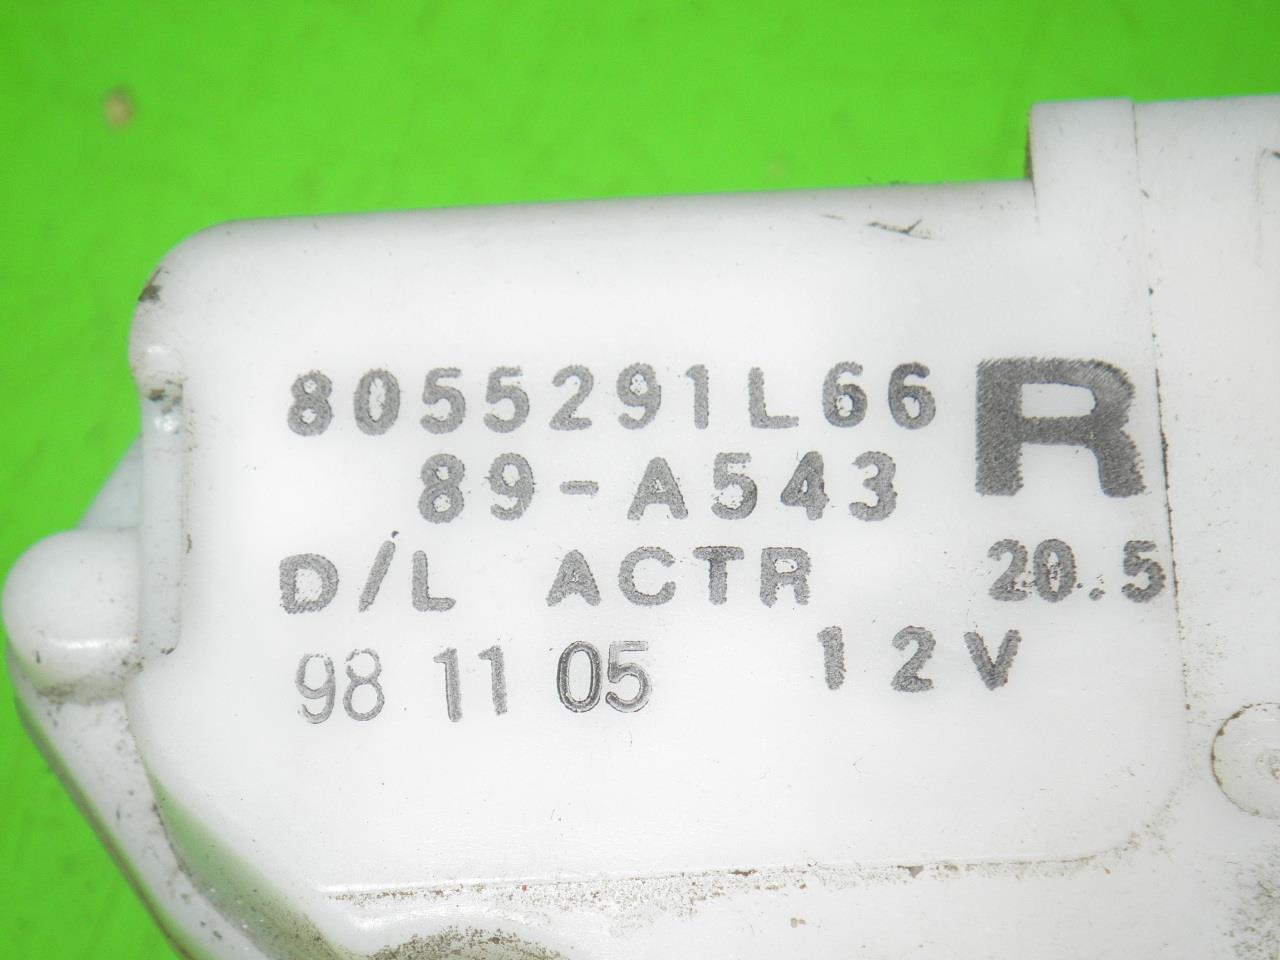 8055291L66 R
89-A543
D/L ACTR 20.5
98 11 05 12V